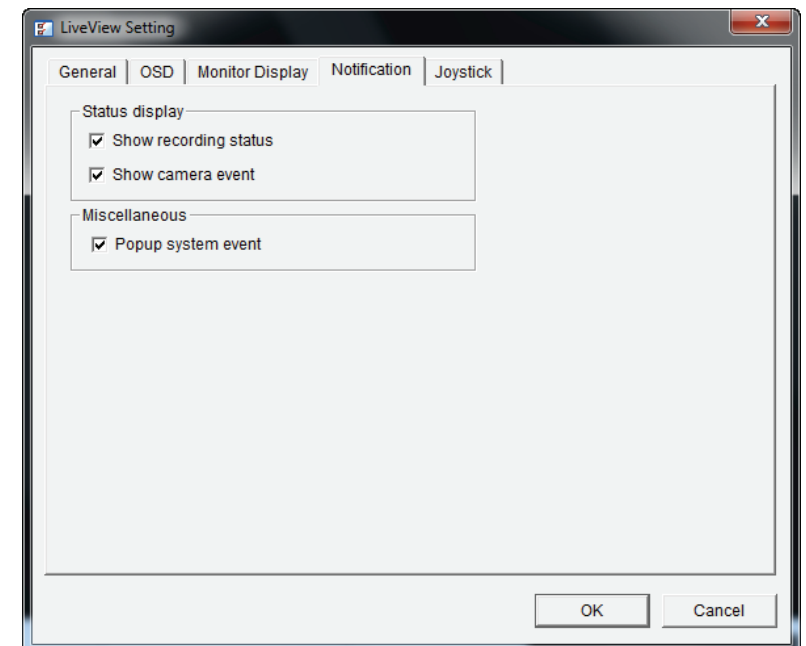 LiveView Setting
General OSD Monitor Display Notification Joystick
Status display
Show recording status
Show camera event
Miscellaneous
Popup system event
OK Cancel